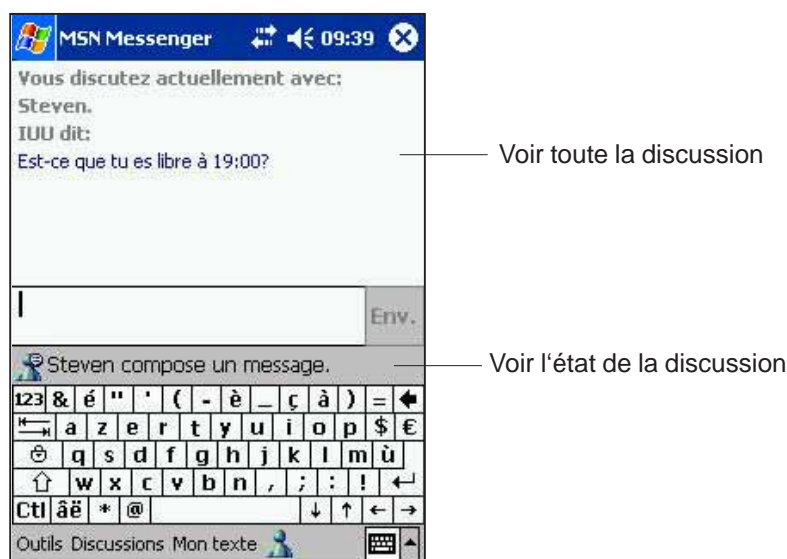 MSN Messenger 09:39
Vous discutez actuellement avec:
Steven.
IUU dit:
Est-ce que tu es libre à 19:00?
Voir toute la discussion
Env.
Steven compose un message.
Voir l‘état de la discussion
123 & é " ' ( - è _ ç à ) =
a z e r t y u i o p $ €
q s d f g h j k l m ù
w x c v b n , ; : !
Ctl âë * @ ↓ ↑ ← →
Outils Discussions Mon texte